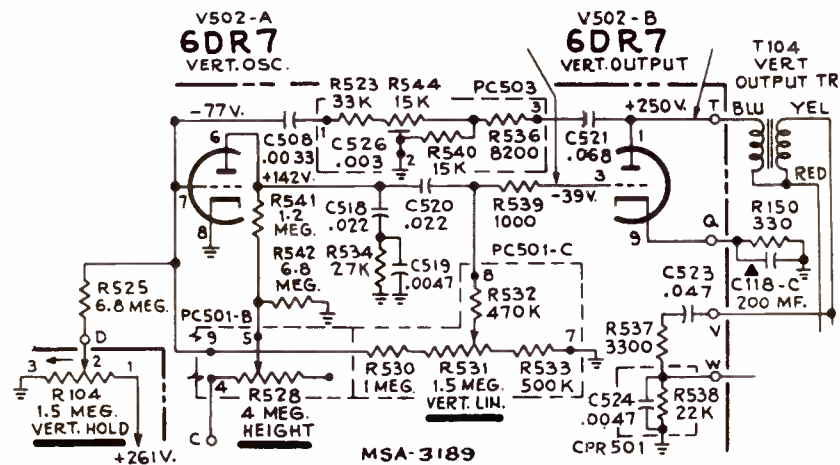 V502-A
6DR7
VERT. OSC.
V502-B
6DR7
VERT. OUTPUT
T104
VERT
OUTPUT TR
R523
33K
R544
15K
PC503
-77V.
6
C508
.0033
1
C526
.003
2
R540
15K
3
R536
8200
C521
.068
+250V.
T
BLU
YEL
RED
1
7
8
+142V.
R541
1.2
MEG.
C518
.022
C520
.022
R539
1000
-39V.
3
9
Q
R150
330
C118-C
200 MF.
R542
6.8
MEG.
R534
27K
C519
.0047
PC501-C
8
R532
470K
C523
.047
V
R525
6.8 MEG.
PC501-B
9
5
D
R537
3300
7
W
3
2
1
R104
1.5 MEG.
VERT. HOLD
+261V.
4
R528
4 MEG.
HEIGHT
C
R530
1 MEG.
R531
1.5 MEG.
VERT. LIN.
R533
500K
C524
.0047
R538
22K
CPR501
MSA-3189